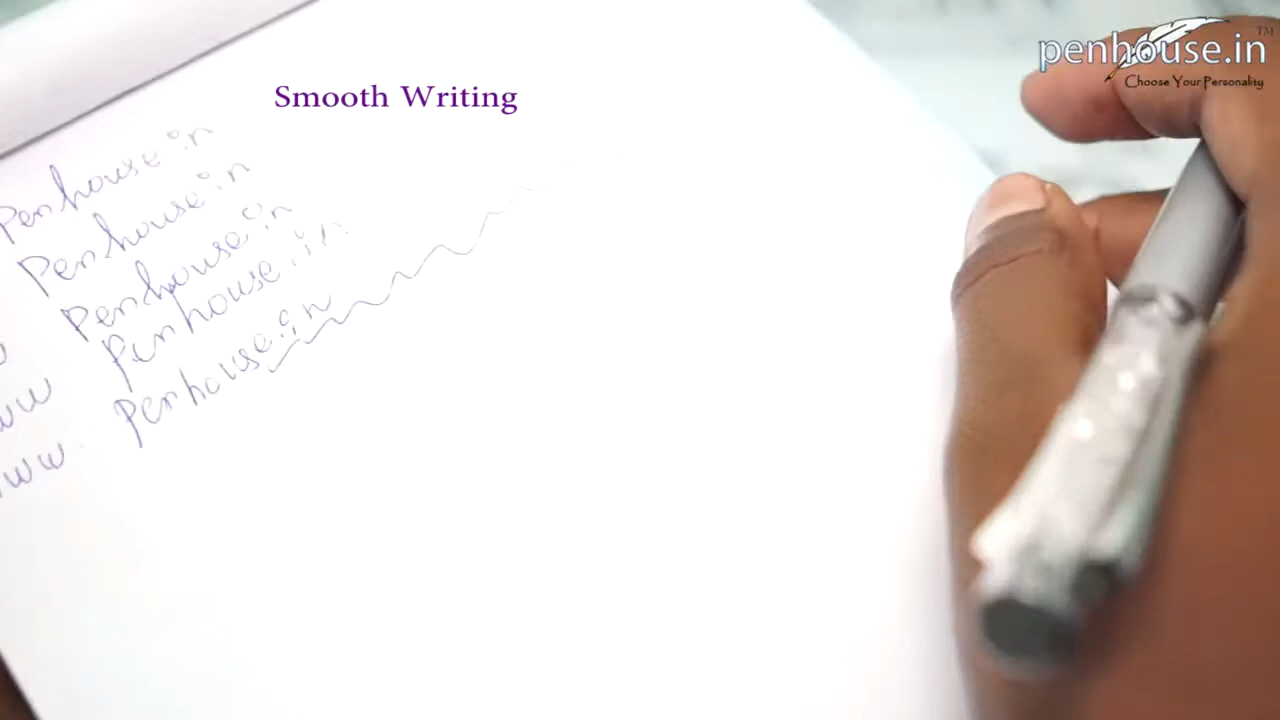 penhouse.in TM
Choose Your Personality
Smooth Writing
Penhouse.in
Penhouse.in
Penhouse.in
Penhouse.in
ww Penhouse.in
ww.